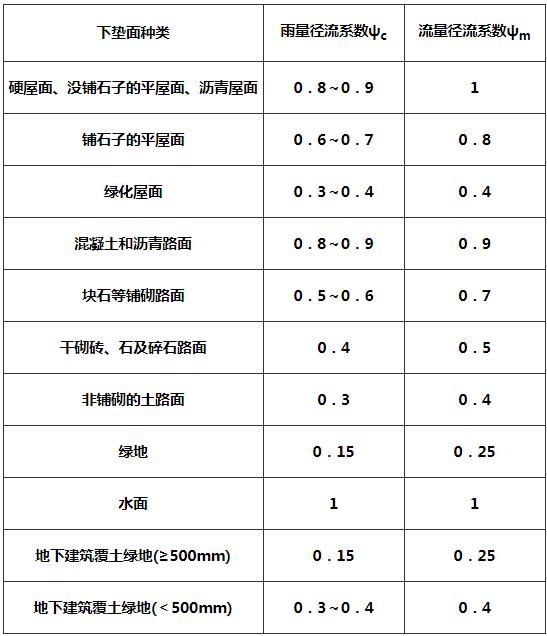 下垫面种类 雨量径流系数ψc 流量径流系数ψm
硬屋面、没铺石子的平屋面、沥青屋面 0．8～0．9 1
铺石子的平屋面 0．6～0．7 0．8
绿化屋面 0．3～0．4 0．4
混凝土和沥青路面 0．8～0．9 0．9
块石等铺砌路面 0．5～0．6 0．7
干砌砖、石及碎石路面 0．4 0．5
非铺砌的土路面 0．3 0．4
绿地 0．15 0．25
水面 1 1
地下建筑覆土绿地(≥500mm) 0．15 0．25
地下建筑覆土绿地(＜500mm) 0．3～0．4 0．4